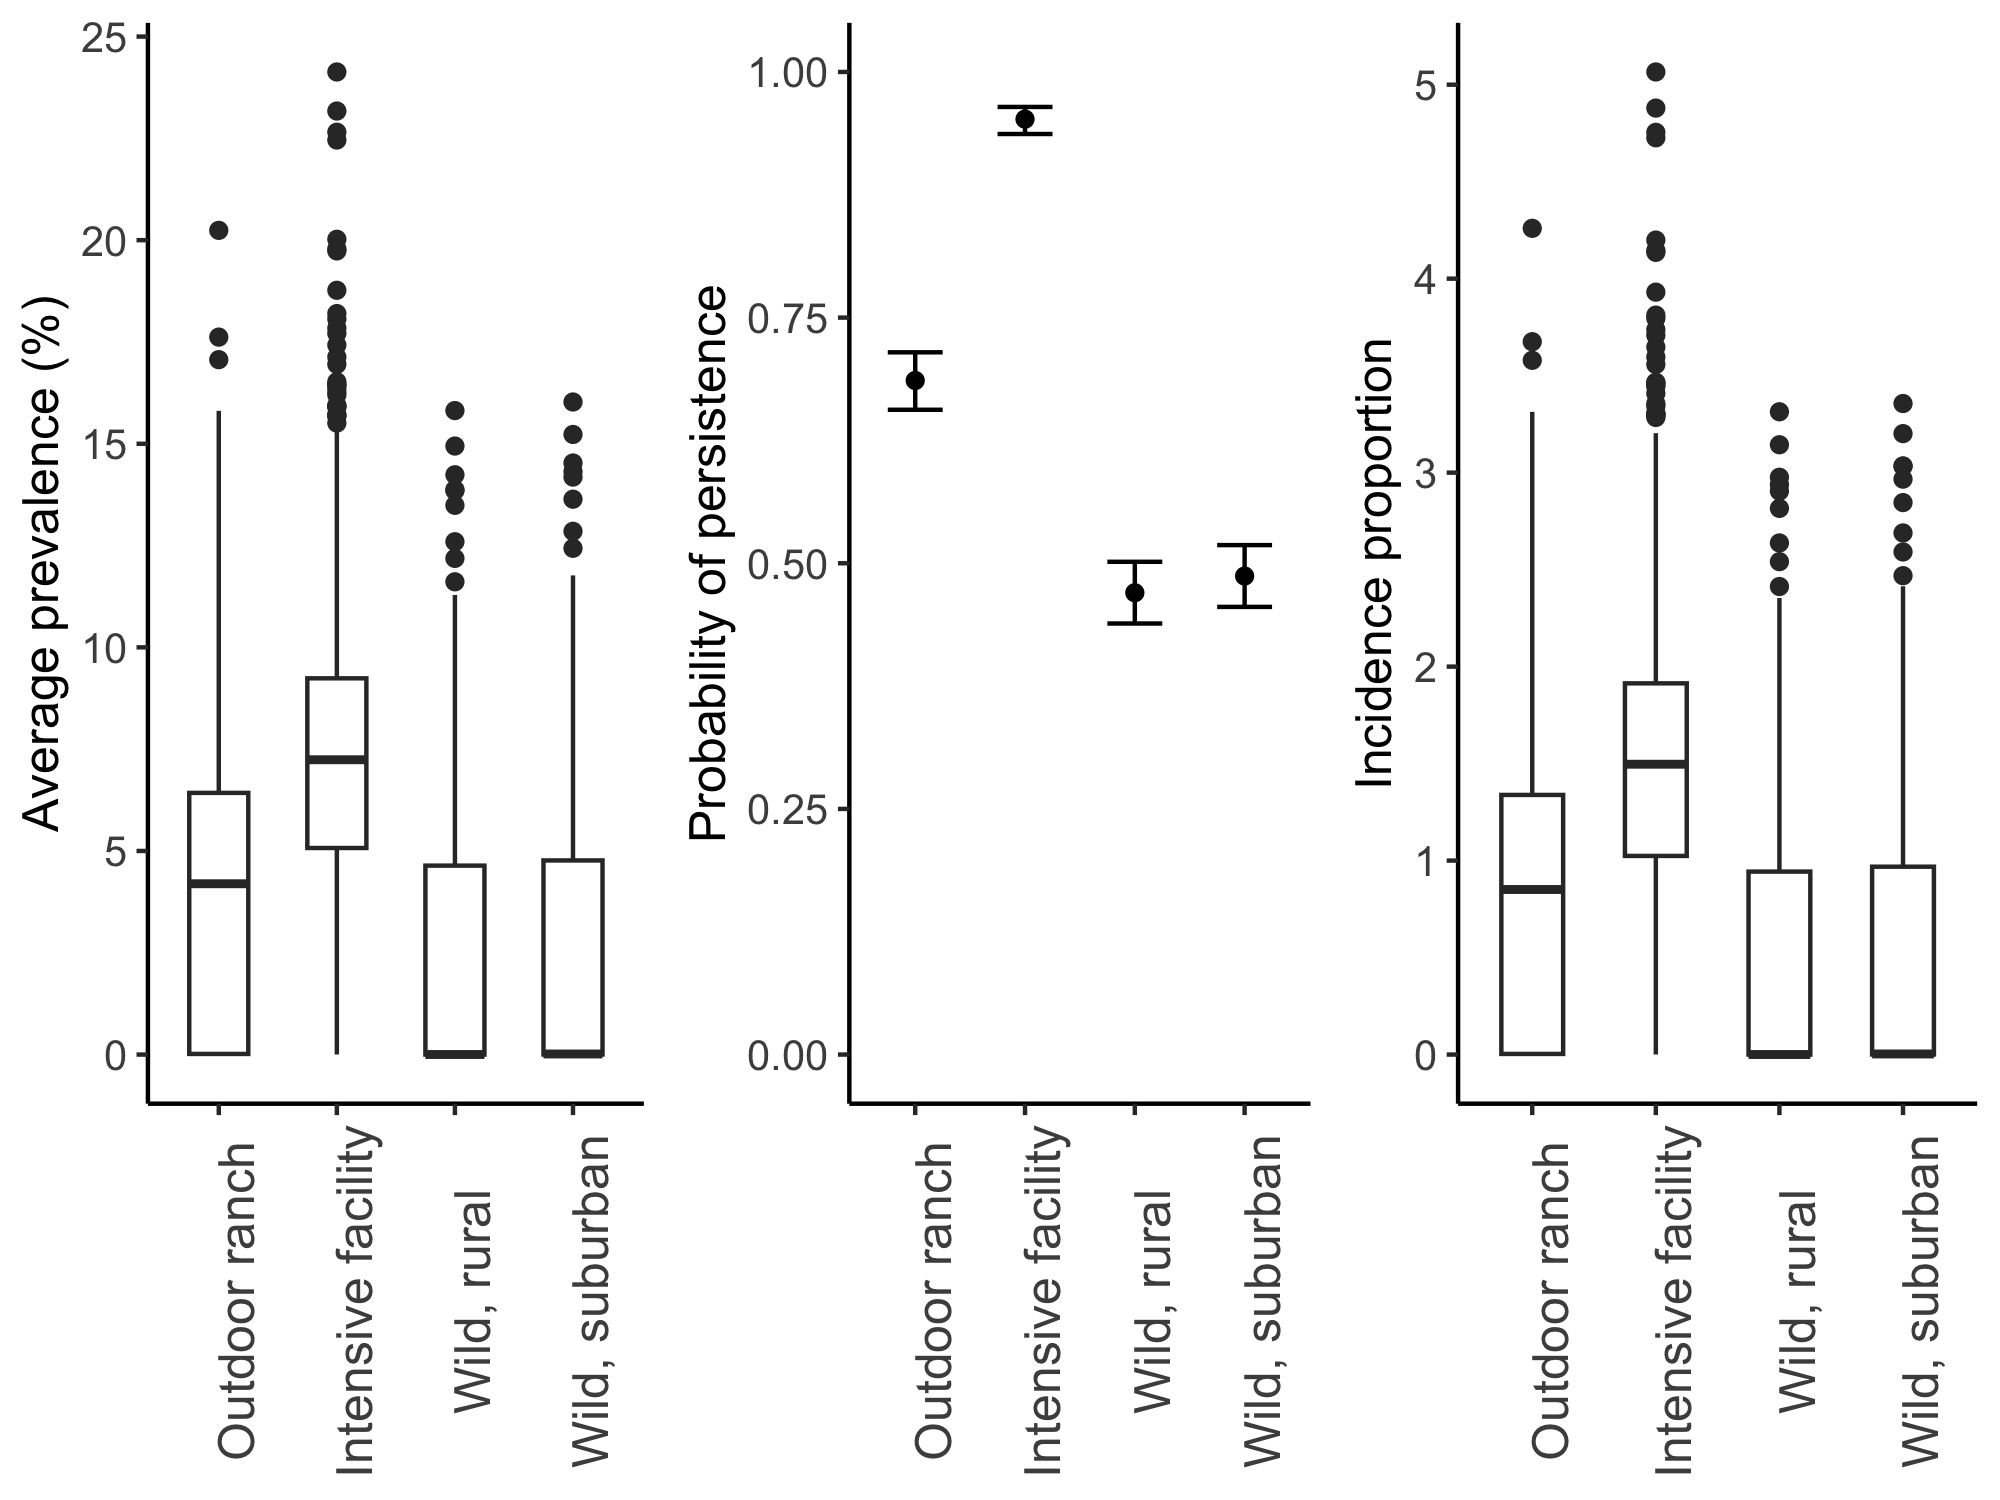 Average prevalence (%)
25
20
15
10
5
0
Outdoor ranch
Intensive facility
Wild, rural
Wild, suburban
Probability of persistence
1.00
0.75
0.50
0.25
0.00
Outdoor ranch
Intensive facility
Wild, rural
Wild, suburban
Incidence proportion
5
4
3
2
1
0
Outdoor ranch
Intensive facility
Wild, rural
Wild, suburban